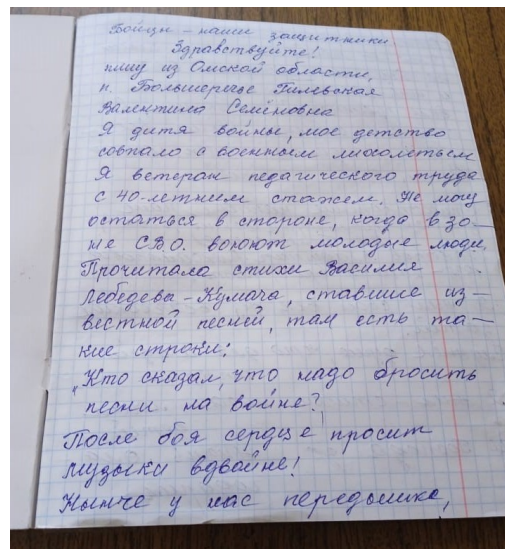 Бойцы - наши защитники
Здравствуйте!
пишу из Омской области,
п. Большеречье Гилевская
Валентина Семёновна
Я дитя войны, моё детство
совпало с военным лихолетьем
Я ветеран педагогического труда
с 40-летним стажем. Не могу
остаться в стороне, когда в зо-
не СВО. воюют молодые люди.
Прочитала стихи Василия
Лебедева-Кумача, ставшие из-
вестной песней, там есть та-
кие строки:
„Кто сказал, что надо бросить
песни на войне?
После боя сердце просит
музыки вдвойне!
Нынче у нас передышка,